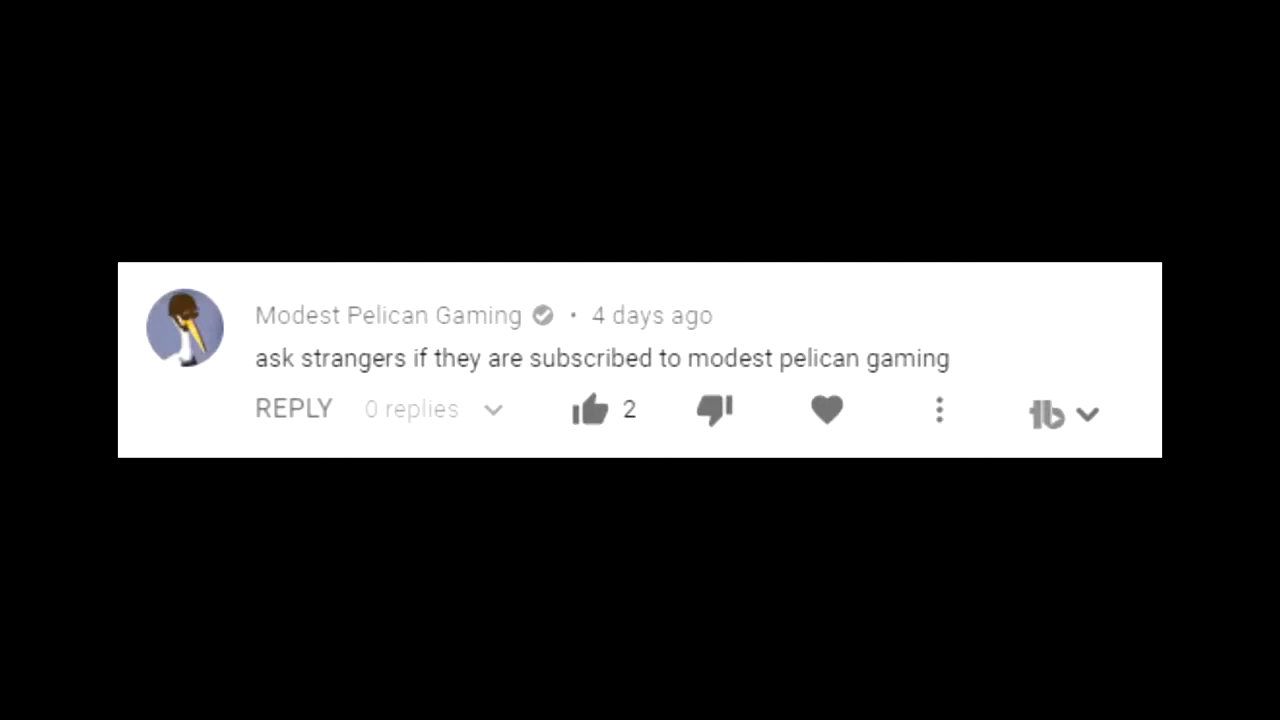 Modest Pelican Gaming • 4 days ago
ask strangers if they are subscribed to modest pelican gaming
REPLY 0 replies 2